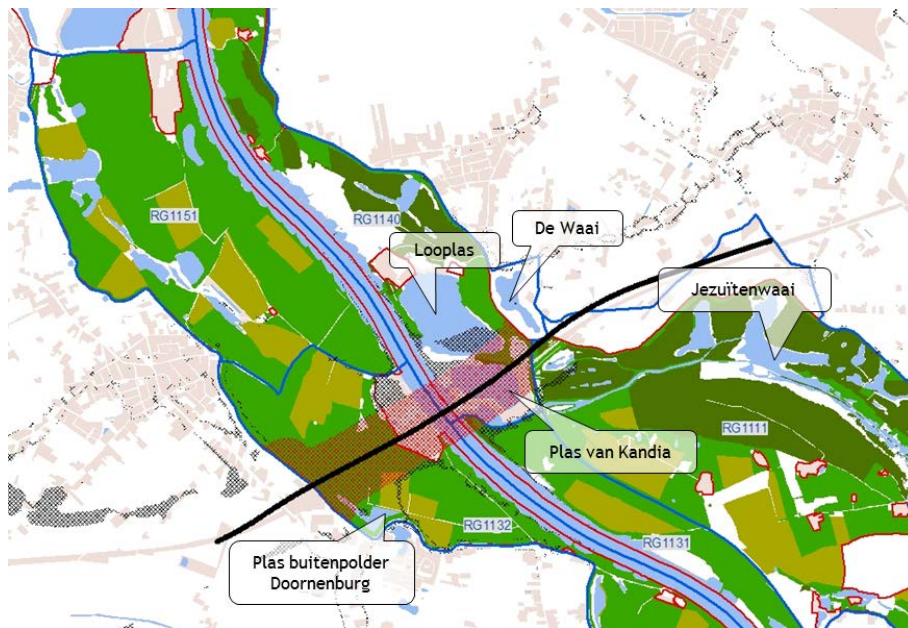 RG1151
RG1140
De Waai
Looplas
Jezuïtenwaai
RG1111
Plas van Kandia
RG1132
RG1131
Plas buitenpolder
Doornenburg